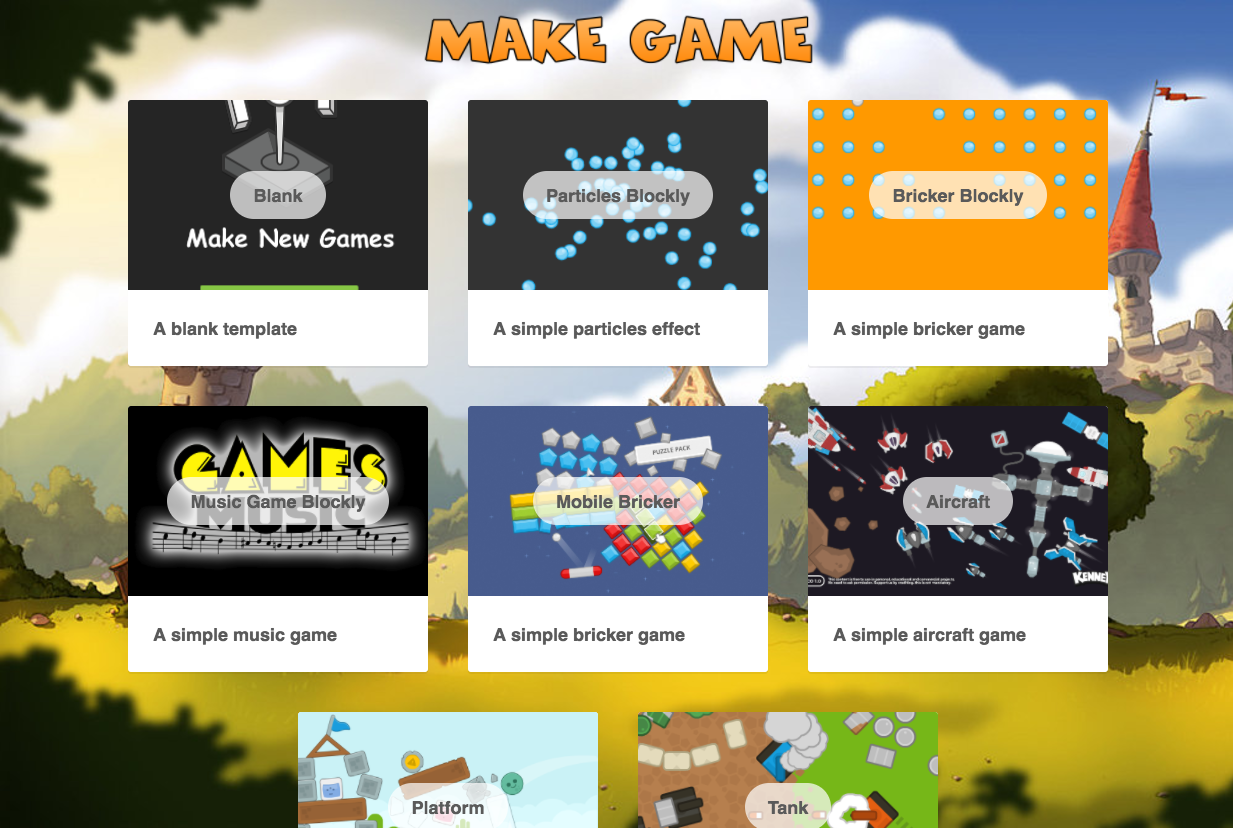 MAKE GAME
Blank
Make New Games
A blank template
Particles Blockly
A simple particles effect
Bricker Blockly
A simple bricker game
GAMES
Music Game Blockly
MUSIC
A simple music game
PUZZLE PACK
Mobile Bricker
A simple bricker game
Aircraft
A simple aircraft game
Platform
Tank